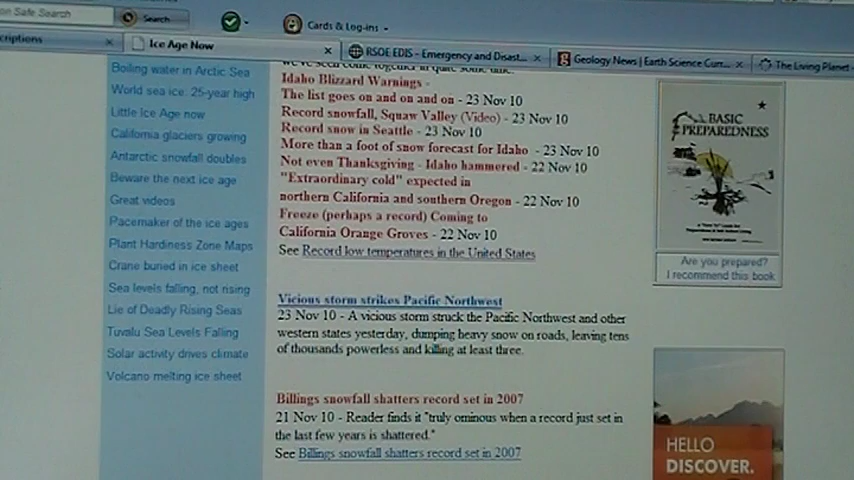 on Safe Search
Search
Cards & Log-ins
criptions
Ice Age Now
RSOE EDIS - Emergency and Disast...
Geology News | Earth Science Curr...
The Living Planet
Boiling water in Arctic Sea
World sea ice: 25-year high
Little Ice Age now
California glaciers growing
Antarctic snowfall doubles
Beware the next ice age
Great videos
Pacemaker of the ice ages
Plant Hardiness Zone Maps
Crane buried in ice sheet
Sea levels falling, not rising
Lie of Deadly Rising Seas
Tuvalu Sea Levels Falling
Solar activity drives climate
Volcano melting ice sheet
we've seen come together in quite some time.
Idaho Blizzard Warnings -
The list goes on and on and on - 23 Nov 10
Record snowfall, Squaw Valley (Video) - 23 Nov 10
Record snow in Seattle - 23 Nov 10
More than a foot of snow forecast for Idaho - 23 Nov 10
Not even Thanksgiving - Idaho hammered - 22 Nov 10
"Extraordinary cold" expected in
northern California and southern Oregon - 22 Nov 10
Freeze (perhaps a record) Coming to
California Orange Groves - 22 Nov 10
See Record low temperatures in the United States
Vicious storm strikes Pacific Northwest
23 Nov 10 - A vicious storm struck the Pacific Northwest and other
western states yesterday, dumping heavy snow on roads, leaving ten
of thousands powerless and killing at least three.
Billings snowfall shatters record set in 2007
21 Nov 10 - Reader finds it "truly ominous when a record just set in
the last few years is shattered."
See Billings snowfall shatters record set in 2007
BASIC
PREPAREDNESS
Are you prepared?
I recommend this book
HELLO
DISCOVER.